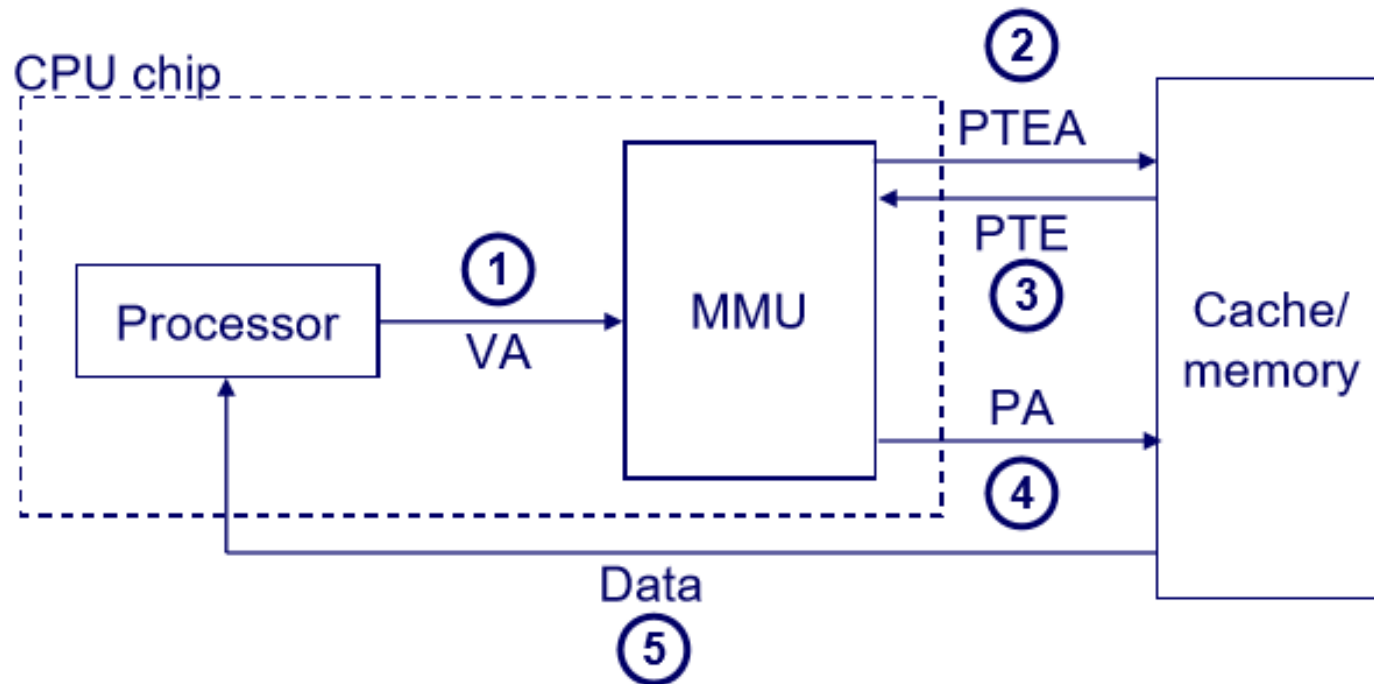 CPU chip
2
PTEA
PTE
3
1
VA
Processor
MMU
Cache/
memory
PA
4
Data
5